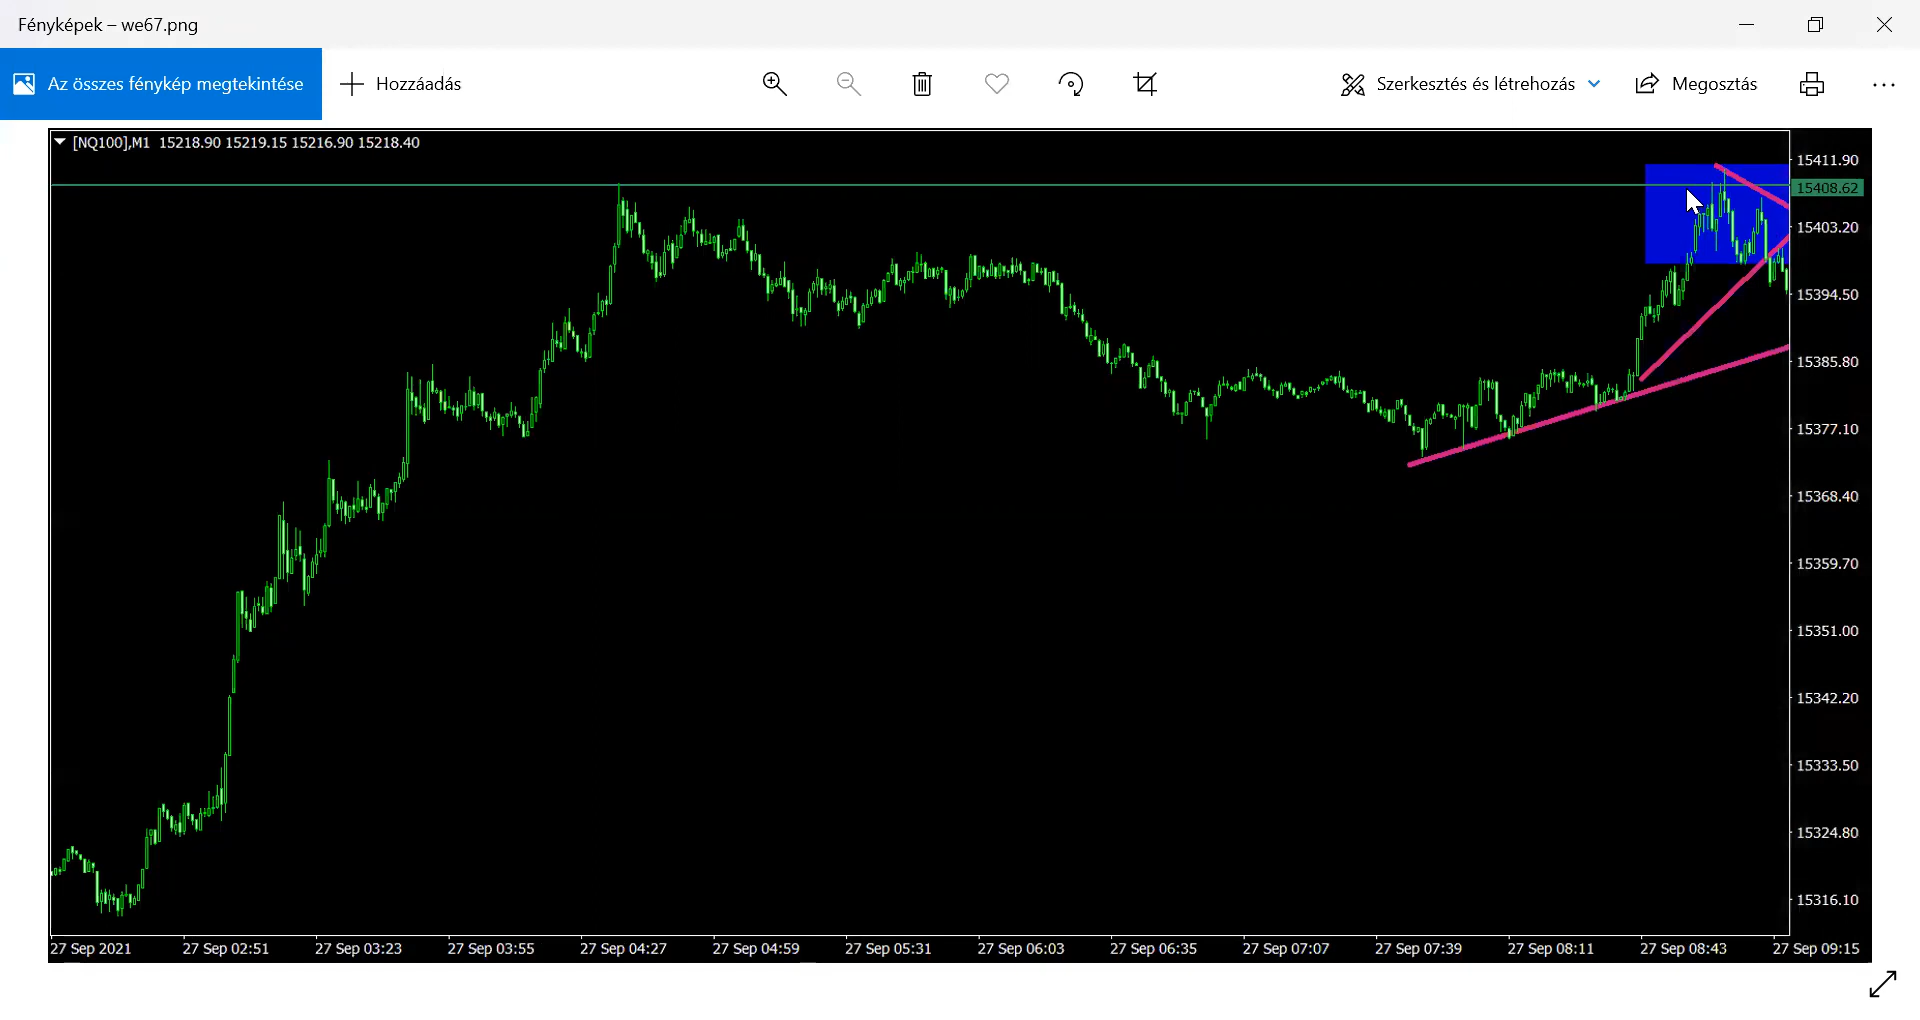 Fényképek – we67.png
Az összes fénykép megtekintése
Hozzáadás
Szerkesztés és létrehozás
Megosztás
[NQ100],M1 15218.90 15219.15 15216.90 15218.40
15411.90
15408.62
15403.20
15394.50
15385.80
15377.10
15368.40
15359.70
15351.00
15342.20
15333.50
15324.80
15316.10
27 Sep 2021
27 Sep 02:51
27 Sep 03:23
27 Sep 03:55
27 Sep 04:27
27 Sep 04:59
27 Sep 05:31
27 Sep 06:03
27 Sep 06:35
27 Sep 07:07
27 Sep 07:39
27 Sep 08:11
27 Sep 08:43
27 Sep 09:15